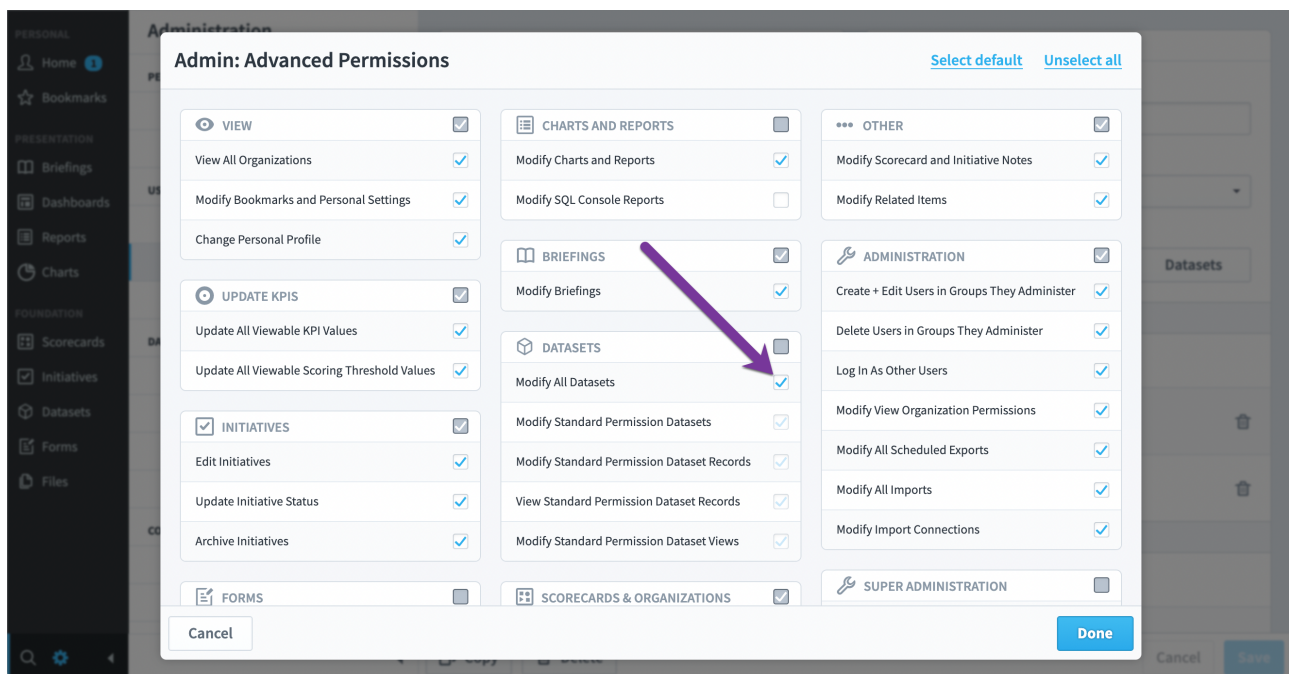 PERSONAL
Home 1
Bookmarks
PRESENTATION
Briefings
Dashboards
Reports
Charts
FOUNDATION
Scorecards
Initiatives
Datasets
Forms
Files
Administration
Admin: Advanced Permissions
Select default
Unselect all
VIEW
View All Organizations
Modify Bookmarks and Personal Settings
Change Personal Profile
UPDATE KPIS
Update All Viewable KPI Values
Update All Viewable Scoring Threshold Values
INITIATIVES
Edit Initiatives
Update Initiative Status
Archive Initiatives
FORMS
CHARTS AND REPORTS
Modify Charts and Reports
Modify SQL Console Reports
BRIEFINGS
Modify Briefings
DATASETS
Modify All Datasets
Modify Standard Permission Datasets
Modify Standard Permission Dataset Records
View Standard Permission Dataset Records
Modify Standard Permission Dataset Views
SCORECARDS & ORGANIZATIONS
OTHER
Modify Scorecard and Initiative Notes
Modify Related Items
ADMINISTRATION
Create + Edit Users in Groups They Administer
Delete Users in Groups They Administer
Log In As Other Users
Modify View Organization Permissions
Modify All Scheduled Exports
Modify All Imports
Modify Import Connections
SUPER ADMINISTRATION
Cancel
Done
Datasets
Copy
Delete
Cancel
Save